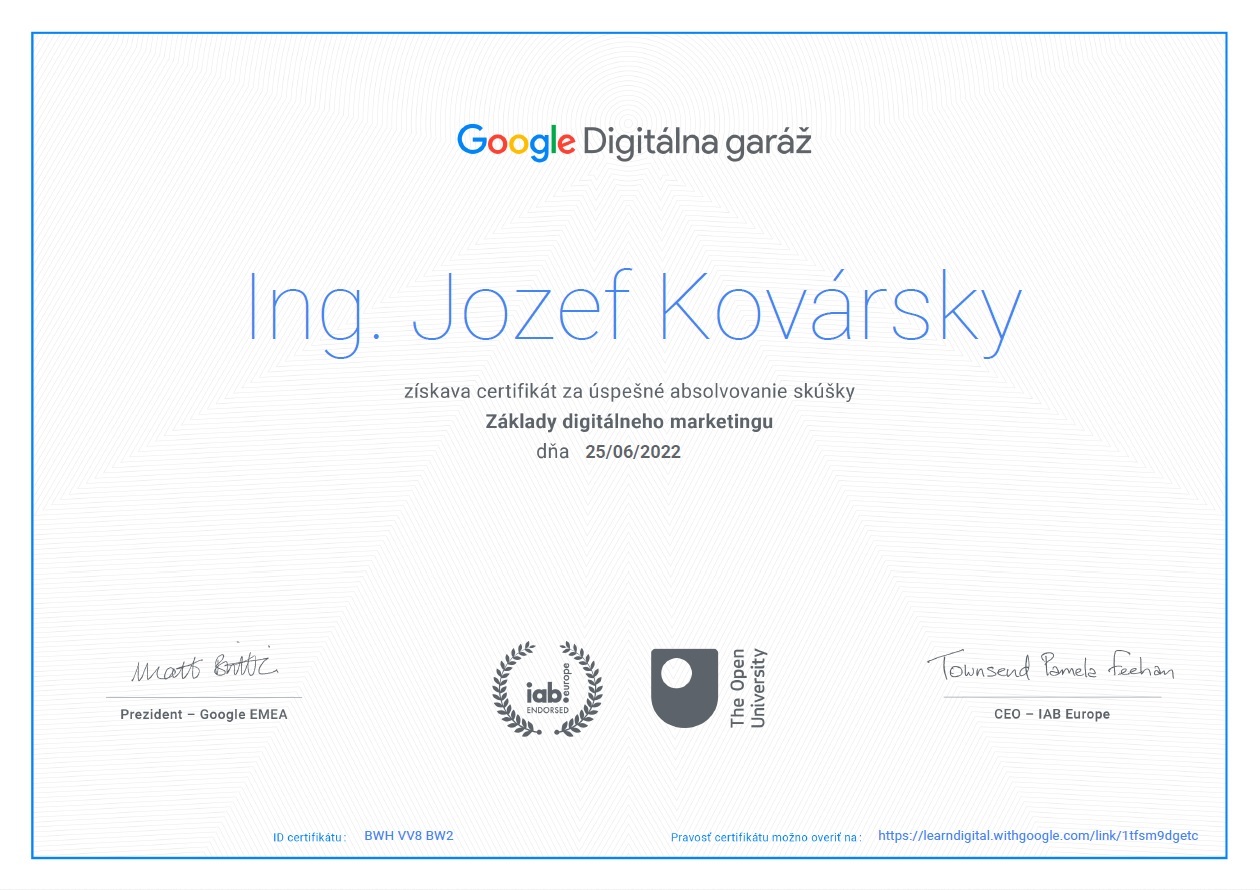 Google Digitálna garáž
Ing. Jozef Kovársky
získava certifikát za úspešné absolvovanie skúšky
Základy digitálneho marketingu
dňa 25/06/2022
Matt Brittin
Prezident – Google EMEA
iab.europe
ENDORSED
The Open
University
Townsend Pamela Feehan
CEO – IAB Europe
ID certifikátu: BWH VV8 BW2
Pravosť certifikátu možno overiť na: https://learndigital.withgoogle.com/link/1tfsm9dgetc